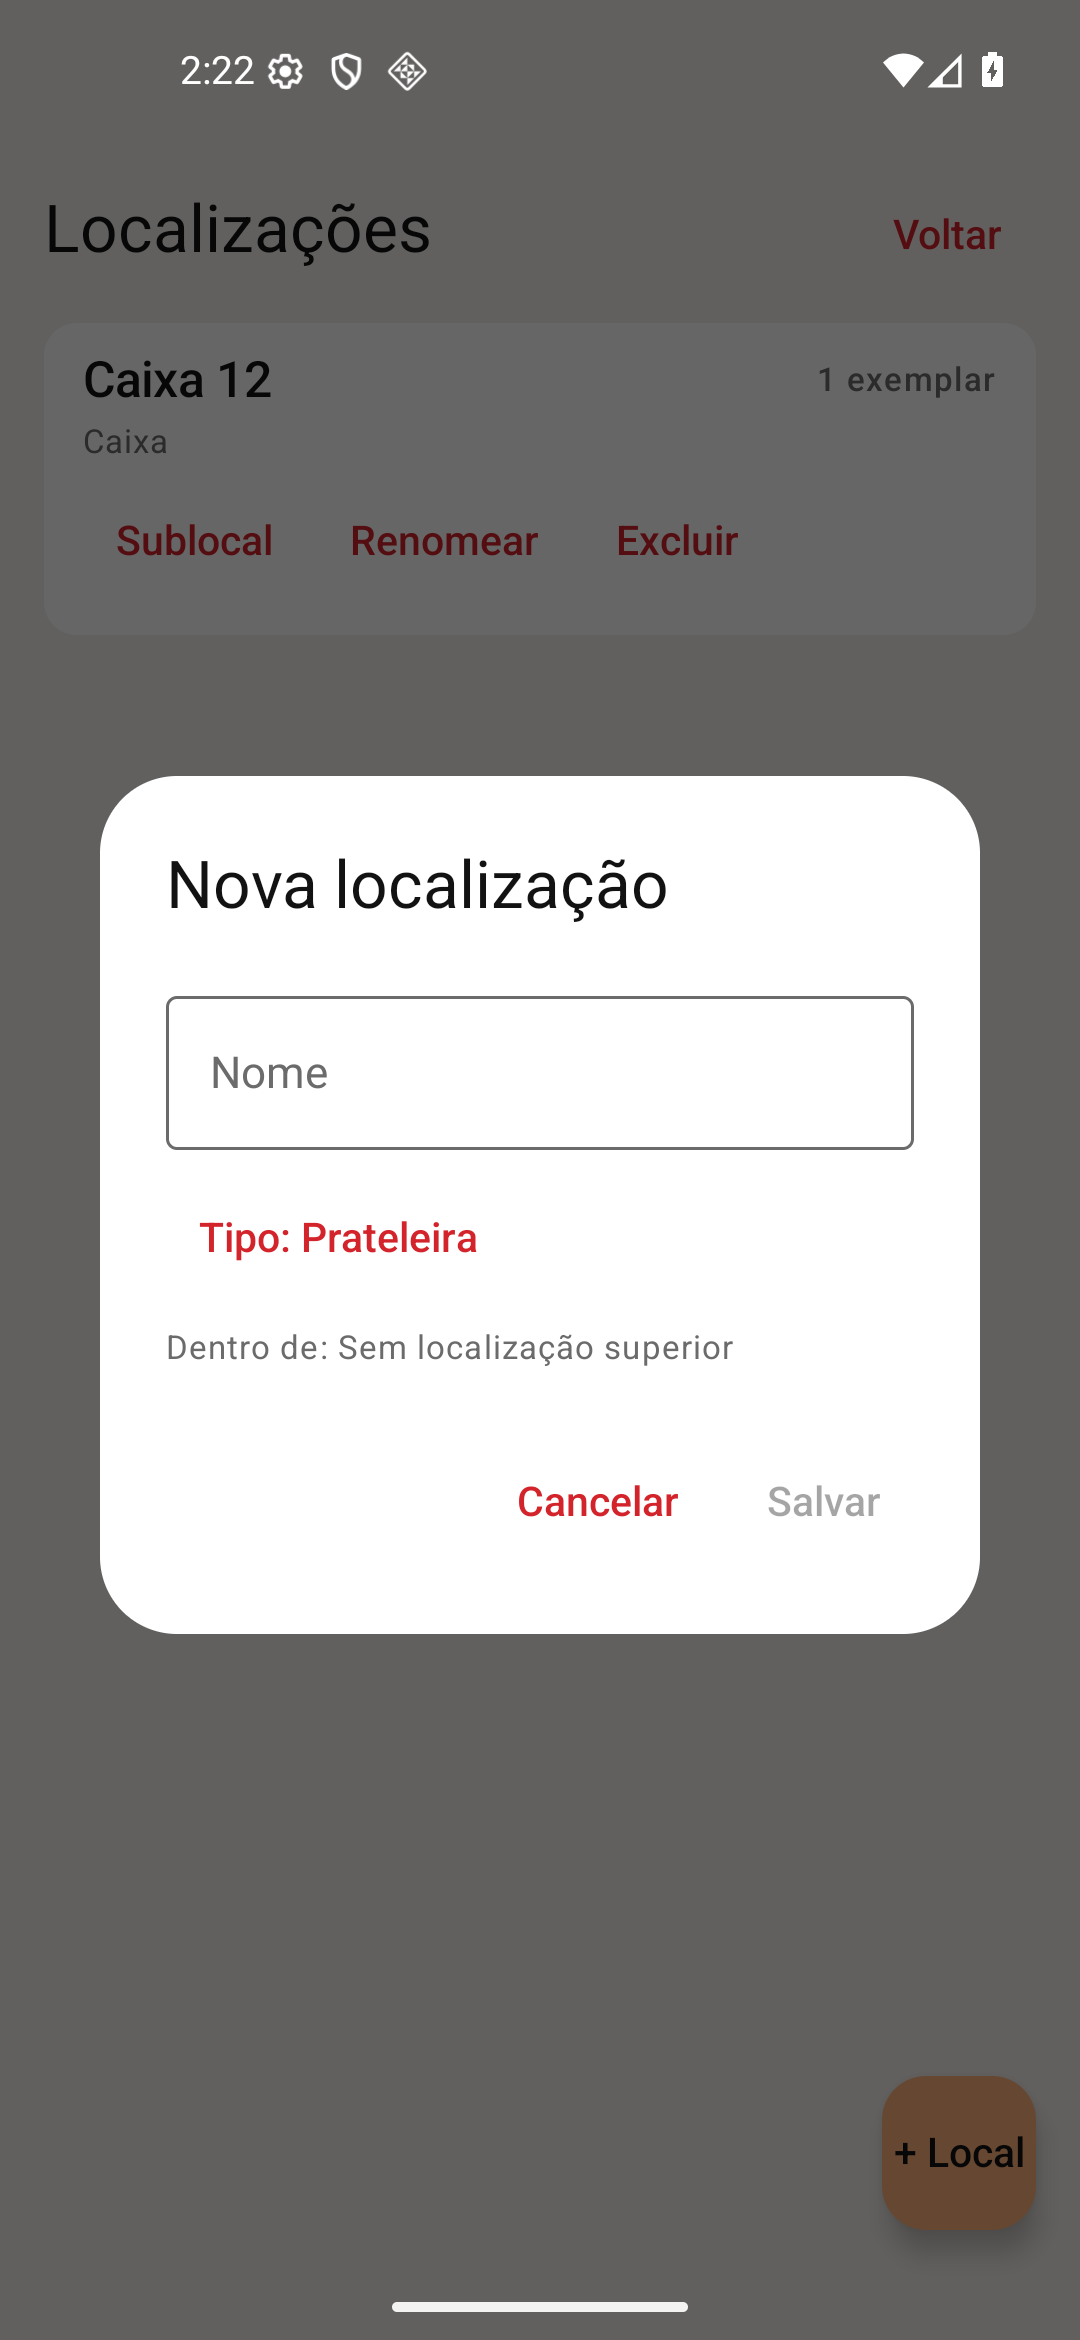 2:22
Localizações
Voltar
Caixa 12
1 exemplar
Caixa
Sublocal Renomear Excluir
Nova localização
Nome
Tipo: Prateleira
Dentro de: Sem localização superior
Cancelar Salvar
+ Local